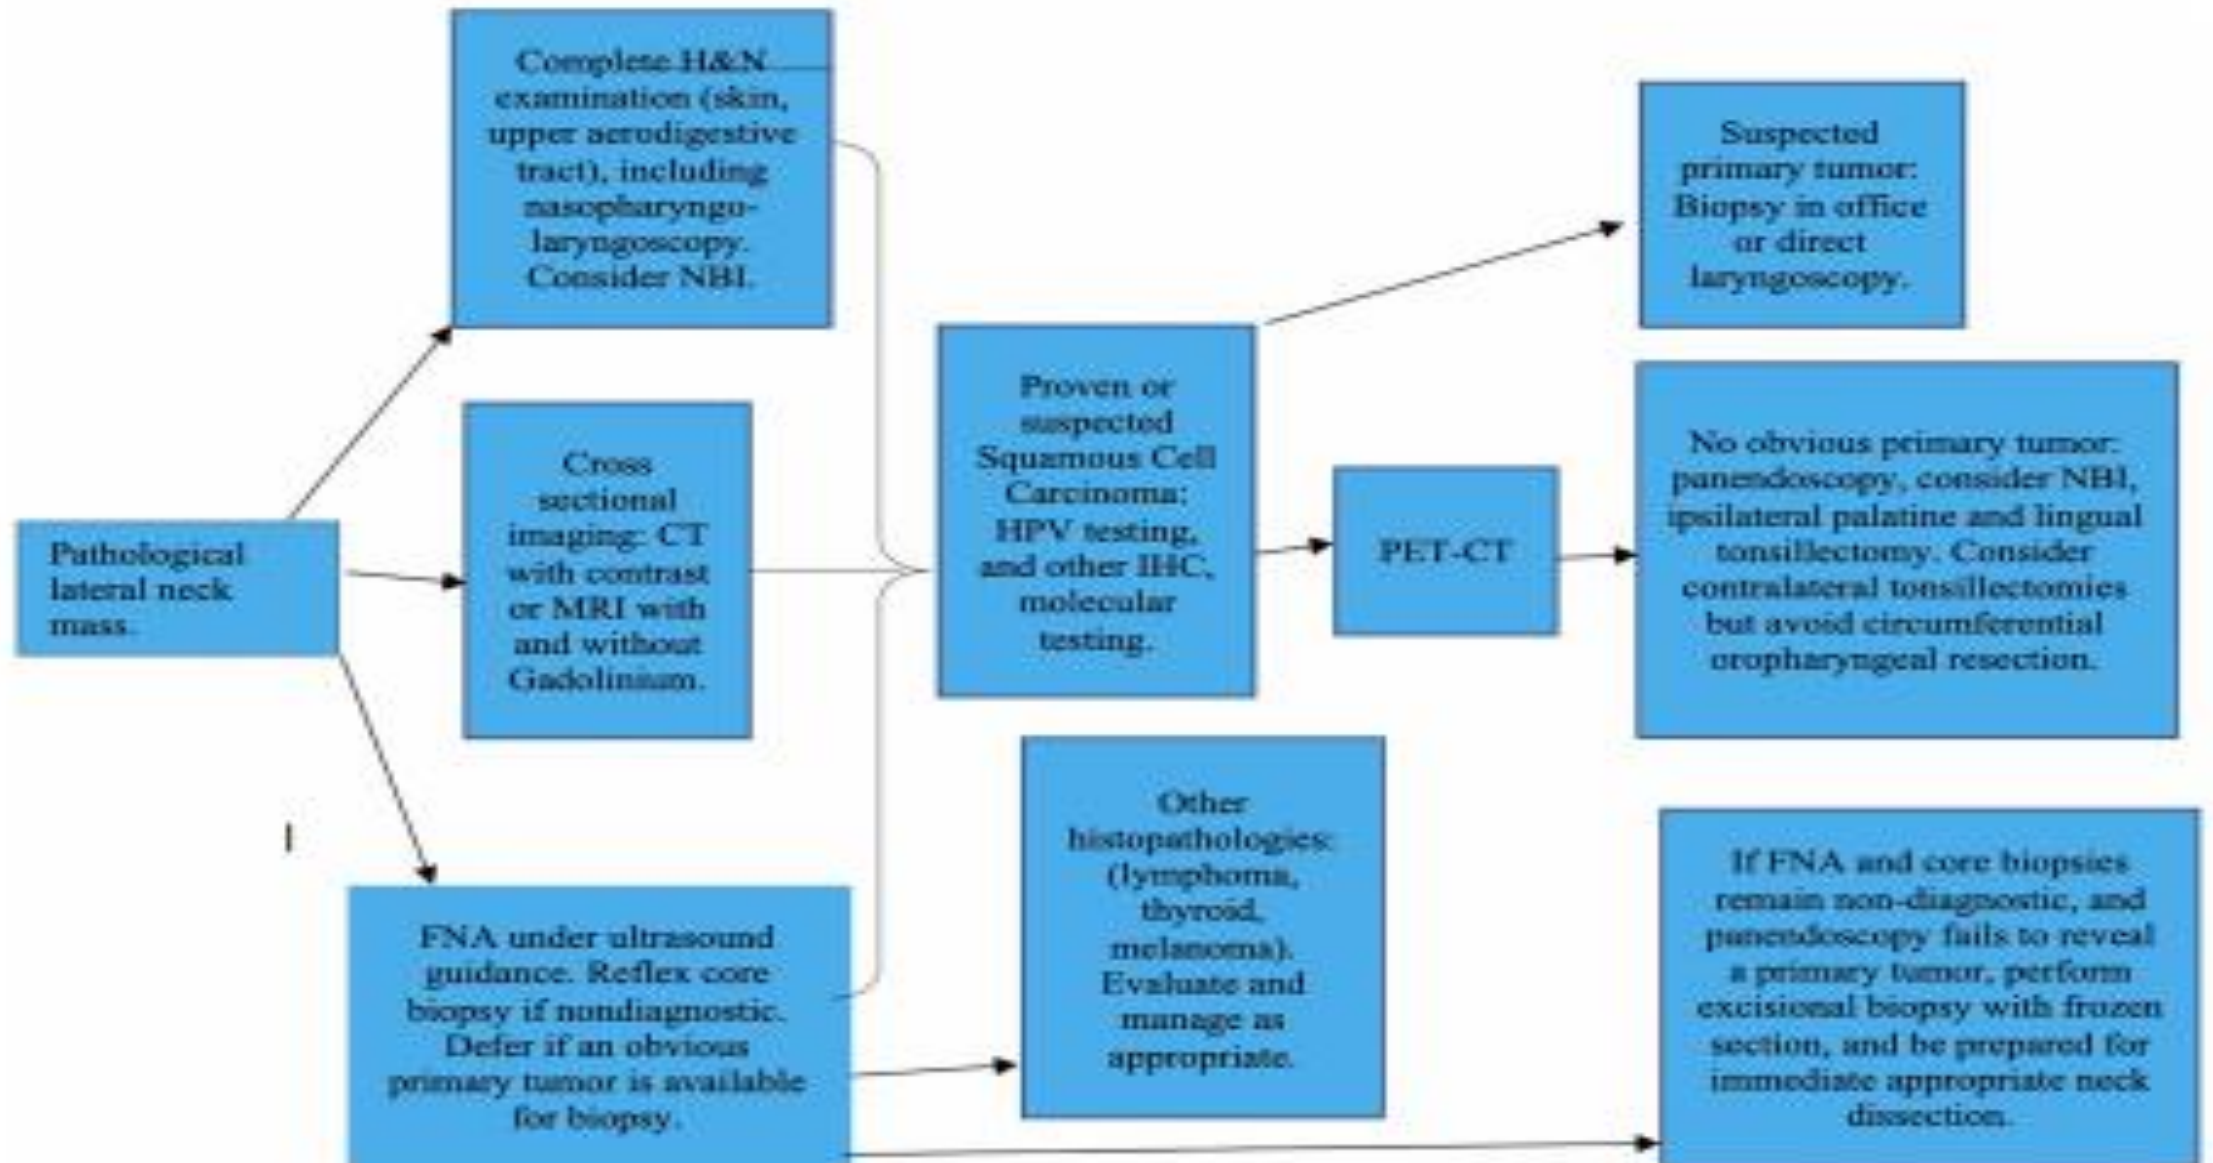 Complete H&N
examination (skin,
upper aerodigestive
tract), including
nasopharyngo-
laryngoscopy.
Consider NBI.
Suspected
primary tumor:
Biopsy in office
or direct
laryngoscopy.
Proven or
suspected
Squamous Cell
Carcinoma:
HPV testing,
and other IHC,
molecular
testing.
No obvious primary tumor:
panendoscopy, consider NBI,
ipsilateral palatine and lingual
tonsillectomy. Consider
contralateral tonsillectomies
but avoid circumferential
oropharyngeal resection.
Cross
sectional
imaging: CT
with contrast
or MRI with
and without
Gadolinium.
PET-CT
Pathological
lateral neck
mass.
Other
histopathologies:
(lymphoma,
thyroid,
melanoma).
Evaluate and
manage as
appropriate.
If FNA and core biopsies
remain non-diagnostic, and
panendoscopy fails to reveal
a primary tumor, perform
excisional biopsy with frozen
section, and be prepared for
immediate appropriate neck
dissection.
FNA under ultrasound
guidance. Reflex core
biopsy if nondiagnostic.
Defer if an obvious
primary tumor is available
for biopsy.